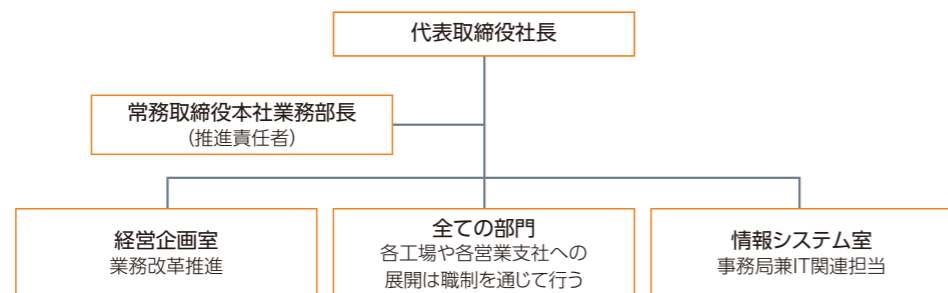 代表取締役社長
常務取締役本社業務部長
(推進責任者)
経営企画室
業務改革推進
全ての部門
各工場や各営業支社への
展開は職制を通じて行う
情報システム室
事務局兼IT関連担当